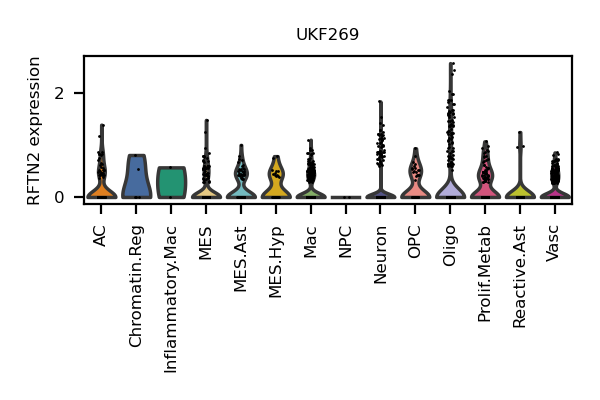 UKF269
RFTN2 expression
2
0
AC
Chromatin.Reg
Inflammatory.Mac
MES
MES.Ast
MES.Hyp
Mac
NPC
Neuron
OPC
Oligo
Prolif.Metab
Reactive.Ast
Vasc